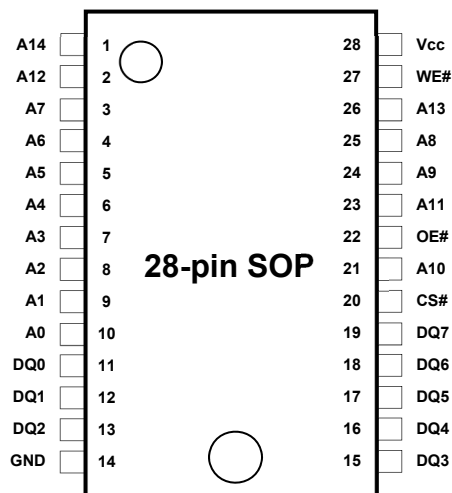 A14 1 28 Vcc
A12 2 27 WE#
A7 3 26 A13
A6 4 25 A8
A5 5 24 A9
A4 6 23 A11
A3 7 22 OE#
28-pin SOP
A2 8 21 A10
A1 9 20 CS#
A0 10 19 DQ7
DQ0 11 18 DQ6
DQ1 12 17 DQ5
DQ2 13 16 DQ4
GND 14 15 DQ3